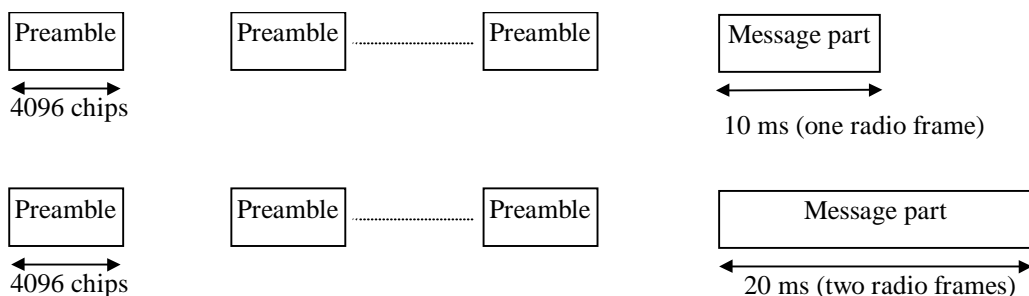 Preamble Preamble Preamble Message part
4096 chips
10 ms (one radio frame)
Preamble Preamble Preamble Message part
4096 chips
20 ms (two radio frames)